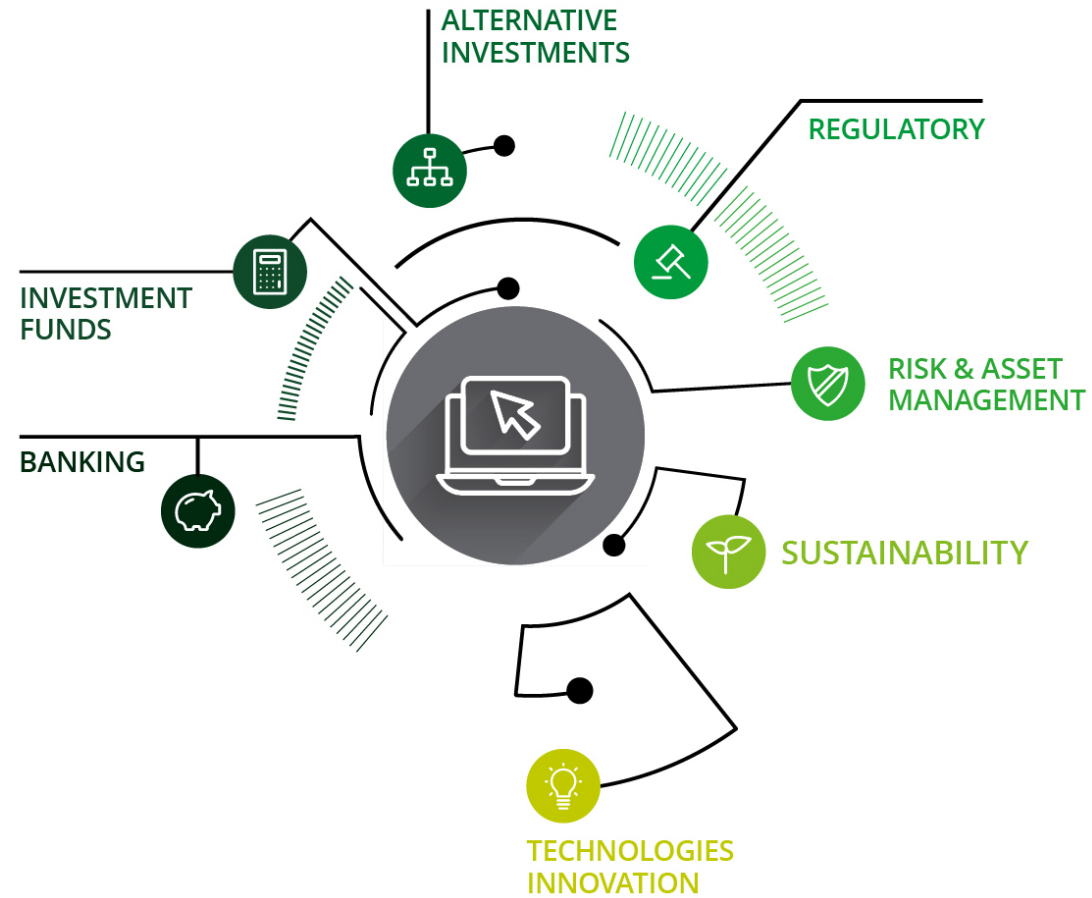 ALTERNATIVE
INVESTMENTS
REGULATORY
INVESTMENT
FUNDS
RISK & ASSET
MANAGEMENT
BANKING
SUSTAINABILITY
TECHNOLOGIES
INNOVATION